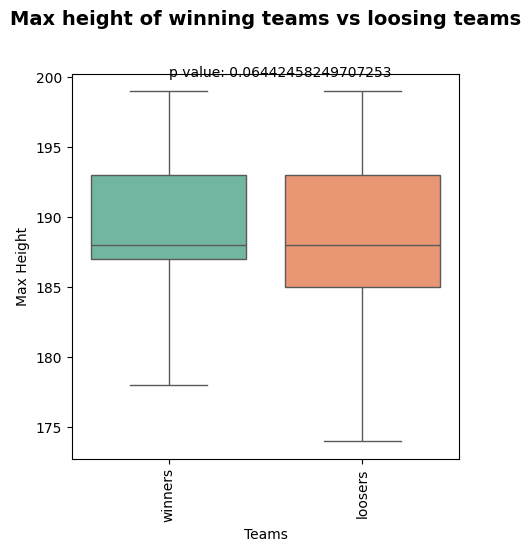 Max height of winning teams vs loosing teams
p value: 0.06442458249707253
200
195
190
185
180
175
Max Height
winners
loosers
Teams